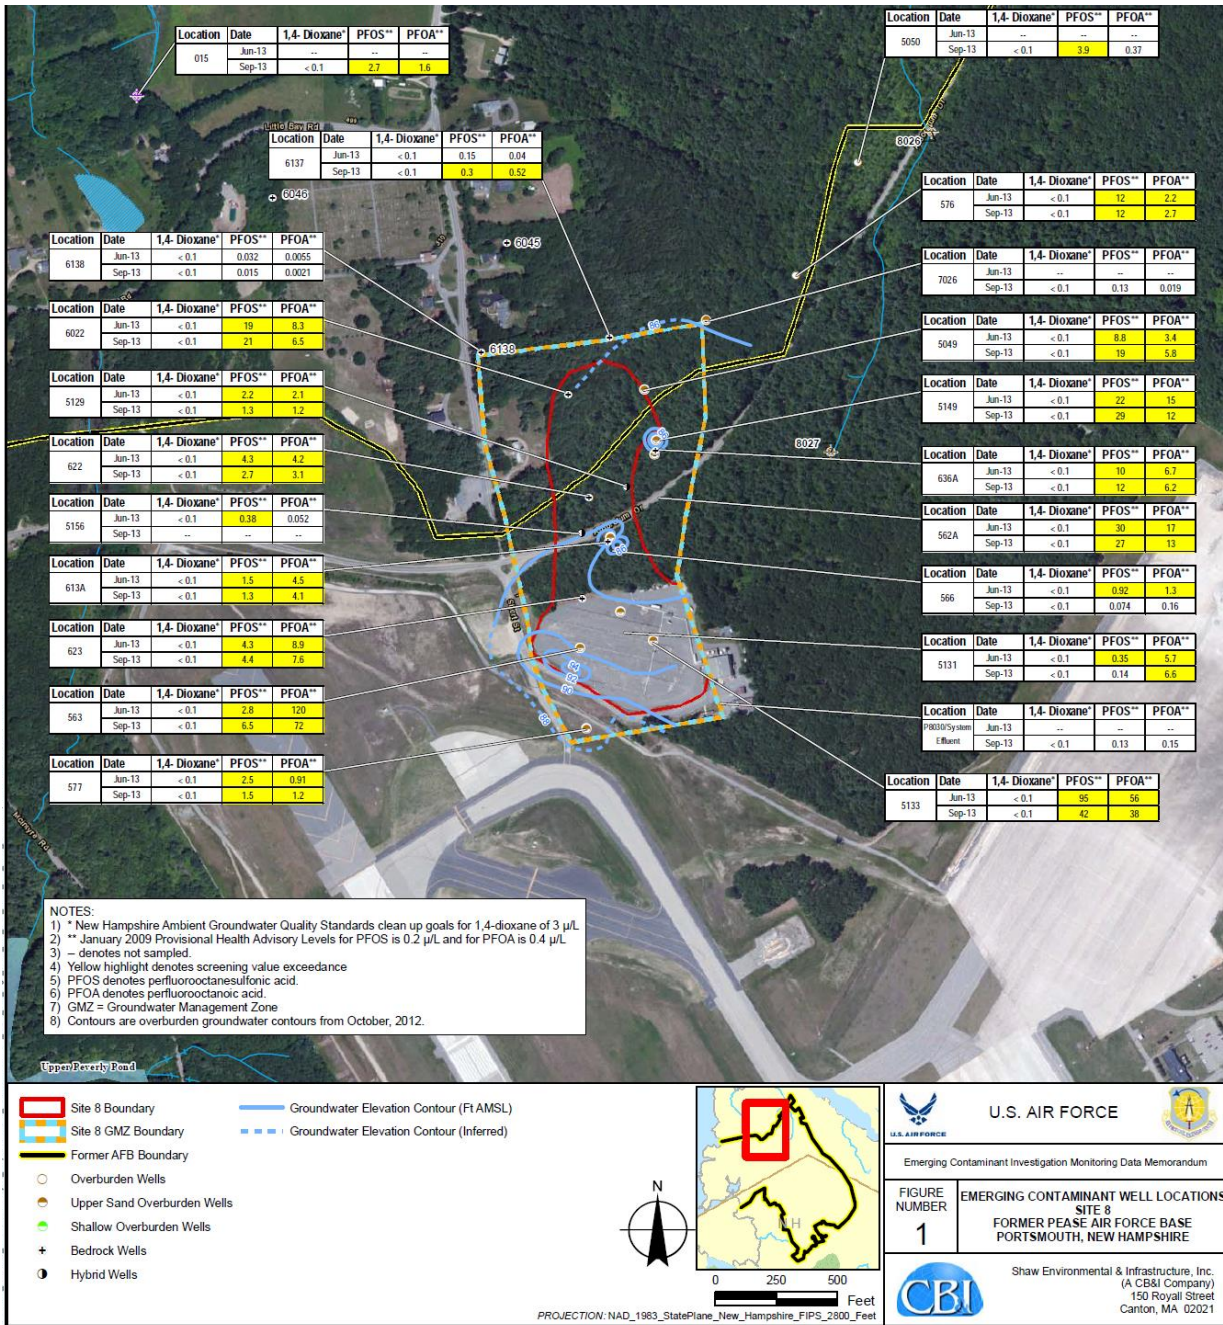 Location Date 1,4- Dioxane* PFOS** PFOA**
015 Jun-13 -- -- --
Sep-13 < 0.1 2.7 1.6
Location Date 1,4- Dioxane* PFOS** PFOA**
5050 Jun-13 -- -- --
Sep-13 < 0.1 3.9 0.37
Little Bay Rd
8026
Location Date 1,4- Dioxane* PFOS** PFOA**
6137 Jun-13 < 0.1 0.15 0.04
Sep-13 < 0.1 0.3 0.52
6046
6045
Location Date 1,4- Dioxane* PFOS** PFOA**
576 Jun-13 < 0.1 12 2.2
Sep-13 < 0.1 12 2.7
Location Date 1,4- Dioxane* PFOS** PFOA**
6138 Jun-13 < 0.1 0.032 0.0055
Sep-13 < 0.1 0.015 0.0021
Location Date 1,4- Dioxane* PFOS** PFOA**
7026 Jun-13 -- -- --
Sep-13 < 0.1 0.13 0.019
Location Date 1,4- Dioxane* PFOS** PFOA**
6022 Jun-13 < 0.1 19 8.3
Sep-13 < 0.1 21 6.5
Location Date 1,4- Dioxane* PFOS** PFOA**
5049 Jun-13 < 0.1 8.8 3.4
Sep-13 < 0.1 19 5.8
6138
Location Date 1,4- Dioxane* PFOS** PFOA**
5129 Jun-13 < 0.1 2.2 2.1
Sep-13 < 0.1 1.3 1.2
Location Date 1,4- Dioxane* PFOS** PFOA**
5149 Jun-13 < 0.1 22 15
Sep-13 < 0.1 29 12
8027
Location Date 1,4- Dioxane* PFOS** PFOA**
622 Jun-13 < 0.1 4.3 4.2
Sep-13 < 0.1 2.7 3.1
Location Date 1,4- Dioxane* PFOS** PFOA**
636A Jun-13 < 0.1 10 6.7
Sep-13 < 0.1 12 6.2
Location Date 1,4- Dioxane* PFOS** PFOA**
5156 Jun-13 < 0.1 0.38 0.052
Sep-13 -- -- --
Location Date 1,4- Dioxane* PFOS** PFOA**
562A Jun-13 < 0.1 30 17
Sep-13 < 0.1 27 13
Location Date 1,4- Dioxane* PFOS** PFOA**
613A Jun-13 < 0.1 1.5 4.5
Sep-13 < 0.1 1.3 4.1
Location Date 1,4- Dioxane* PFOS** PFOA**
566 Jun-13 < 0.1 0.92 1.3
Sep-13 < 0.1 0.074 0.16
Location Date 1,4- Dioxane* PFOS** PFOA**
623 Jun-13 < 0.1 4.3 8.9
Sep-13 < 0.1 4.4 7.6
Location Date 1,4- Dioxane* PFOS** PFOA**
5131 Jun-13 < 0.1 0.35 5.7
Sep-13 < 0.1 0.14 6.6
Location Date 1,4- Dioxane* PFOS** PFOA**
563 Jun-13 < 0.1 2.8 120
Sep-13 < 0.1 6.5 72
Location Date 1,4- Dioxane* PFOS** PFOA**
P8030/System Effluent Jun-13 -- -- --
Sep-13 < 0.1 0.13 0.15
Location Date 1,4- Dioxane* PFOS** PFOA**
577 Jun-13 < 0.1 2.5 0.91
Sep-13 < 0.1 1.5 1.2
Location Date 1,4- Dioxane* PFOS** PFOA**
5133 Jun-13 < 0.1 95 56
Sep-13 < 0.1 42 38
McIntyre Rd
NOTES:
1) * New Hampshire Ambient Groundwater Quality Standards clean up goals for 1,4-dioxane of 3 µ/L
2) ** January 2009 Provisional Health Advisory Levels for PFOS is 0.2 µ/L and for PFOA is 0.4 µ/L
3) – denotes not sampled.
4) Yellow highlight denotes screening value exceedance
5) PFOS denotes perfluorooctanesulfonic acid.
6) PFOA denotes perfluorooctanoic acid.
7) GMZ = Groundwater Management Zone
8) Contours are overburden groundwater contours from October, 2012.
Upper Peverly Pond
Site 8 Boundary
Site 8 GMZ Boundary
Former AFB Boundary
Overburden Wells
Upper Sand Overburden Wells
Shallow Overburden Wells
Bedrock Wells
Hybrid Wells
Groundwater Elevation Contour (Ft AMSL)
Groundwater Elevation Contour (Inferred)
N
NH
0 250 500
Feet
PROJECTION: NAD_1983_StatePlane_New_Hampshire_FIPS_2800_Feet
U.S. AIR FORCE
U.S. AIR FORCE
Emerging Contaminant Investigation Monitoring Data Memorandum
FIGURE
NUMBER
1
EMERGING CONTAMINANT WELL LOCATIONS
SITE 8
FORMER PEASE AIR FORCE BASE
PORTSMOUTH, NEW HAMPSHIRE
CB&I
Shaw Environmental & Infrastructure, Inc.
(A CB&I Company)
150 Royall Street
Canton, MA 02021